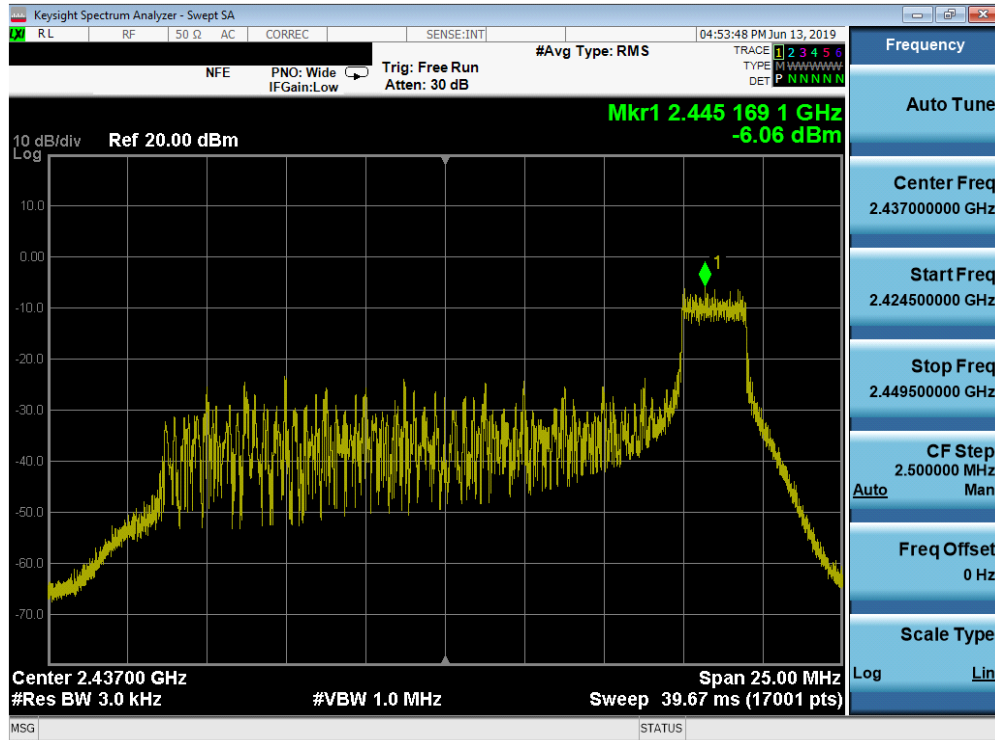 Keysight Spectrum Analyzer - Swept SA
LXI RL RF 50 Ω AC CORREC SENSE:INT 04:53:48 PM Jun 13, 2019
#Avg Type: RMS
TRACE 1 2 3 4 5 6
TYPE M WWWWW
DET P N N N N N
NFE
PNO: Wide
IFGain:Low
Trig: Free Run
Atten: 30 dB
Mkr1 2.445 169 1 GHz
-6.06 dBm
10 dB/div
Log
Ref 20.00 dBm
10.0
0.00
-10.0
-20.0
-30.0
-40.0
-50.0
-60.0
-70.0
1
Center 2.43700 GHz
Span 25.00 MHz
#Res BW 3.0 kHz
#VBW 1.0 MHz
Sweep 39.67 ms (17001 pts)
MSG
STATUS
Frequency
Auto Tune
Center Freq
2.437000000 GHz
Start Freq
2.424500000 GHz
Stop Freq
2.449500000 GHz
CF Step
2.500000 MHz
Auto Man
Freq Offset
0 Hz
Scale Type
Log Lin